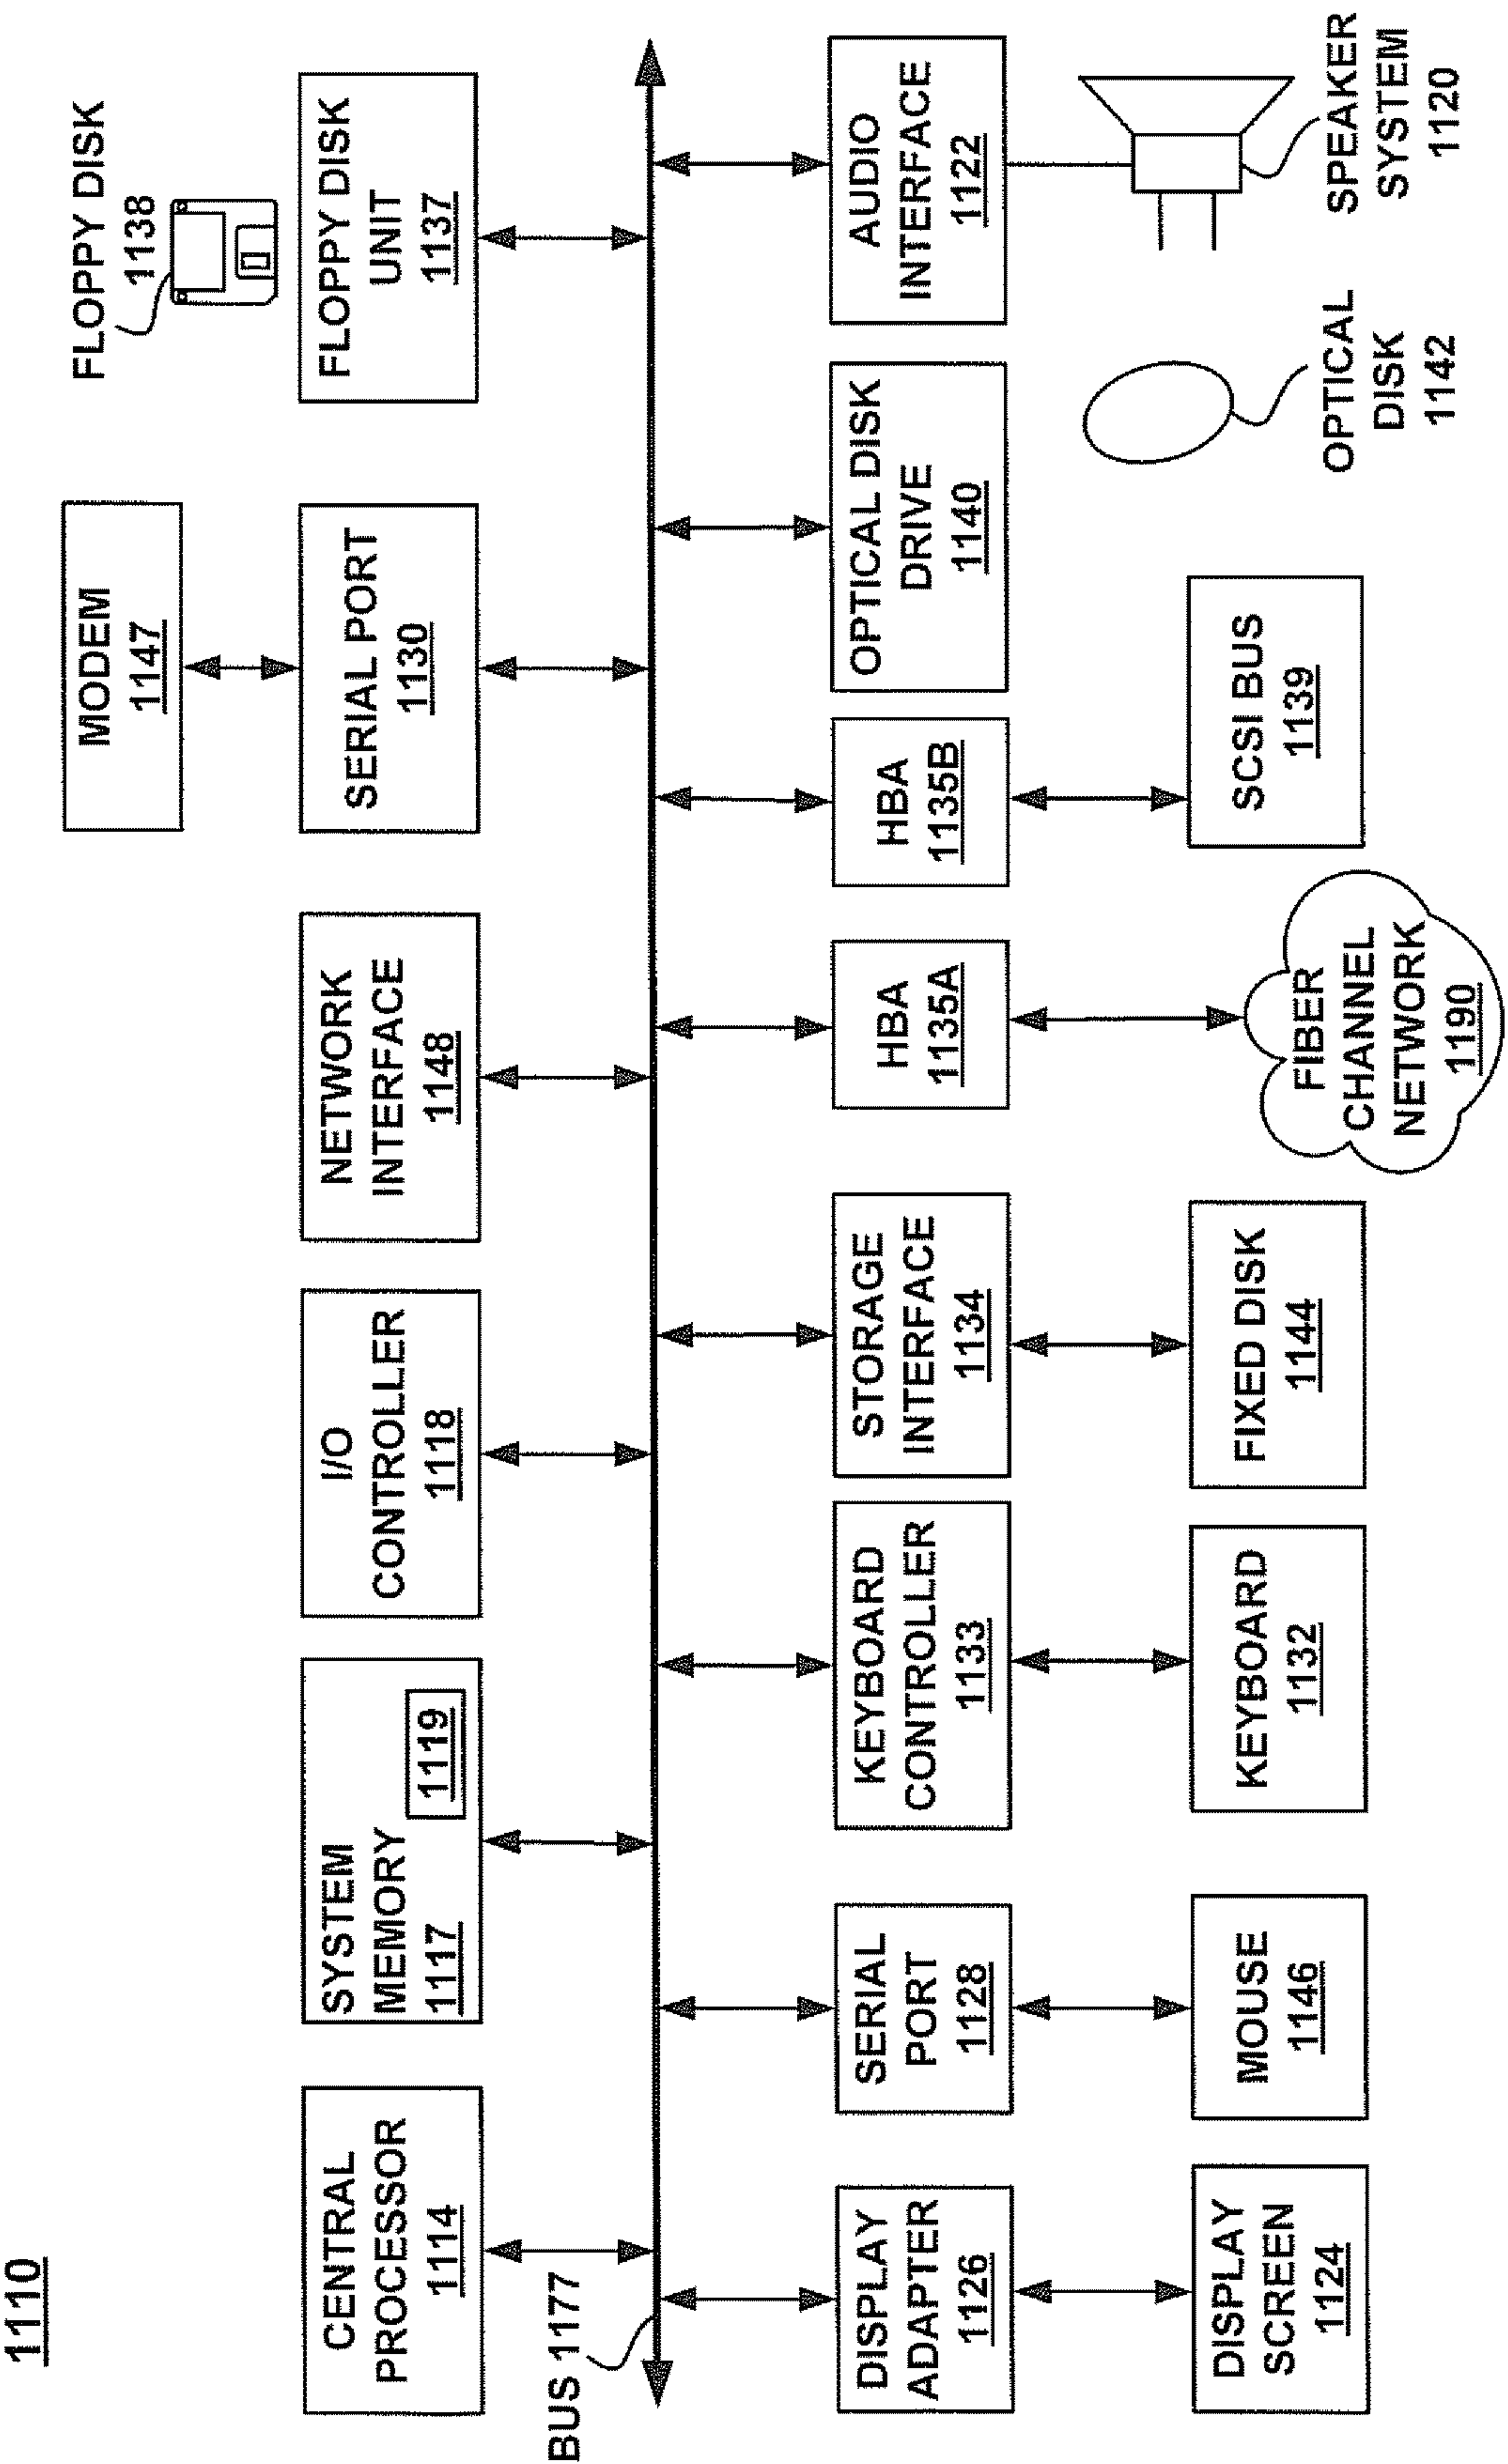 1110
FLOPPY DISK
1138
MODEM
1147
CENTRAL
PROCESSOR
1114
SYSTEM
MEMORY
1117
1119
I/O
CONTROLLER
1118
NETWORK
INTERFACE
1148
SERIAL PORT
1130
FLOPPY DISK
UNIT
1137
BUS 1177
DISPLAY
ADAPTER
1126
SERIAL
PORT
1128
KEYBOARD
CONTROLLER
1133
STORAGE
INTERFACE
1134
HBA
1135A
HBA
1135B
OPTICAL DISK
DRIVE
1140
AUDIO
INTERFACE
1122
DISPLAY
SCREEN
1124
MOUSE
1146
KEYBOARD
1132
FIXED DISK
1144
FIBER
CHANNEL
NETWORK
1190
SCSI BUS
1139
OPTICAL
DISK
1142
SPEAKER
SYSTEM
1120